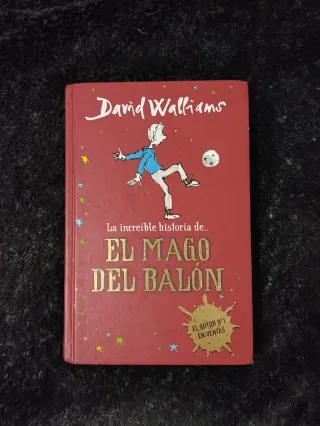 David Walliams
La increíble historia de...
EL MAGO
DEL BALÓN
EL AUTOR Nº1
EN VENTAS